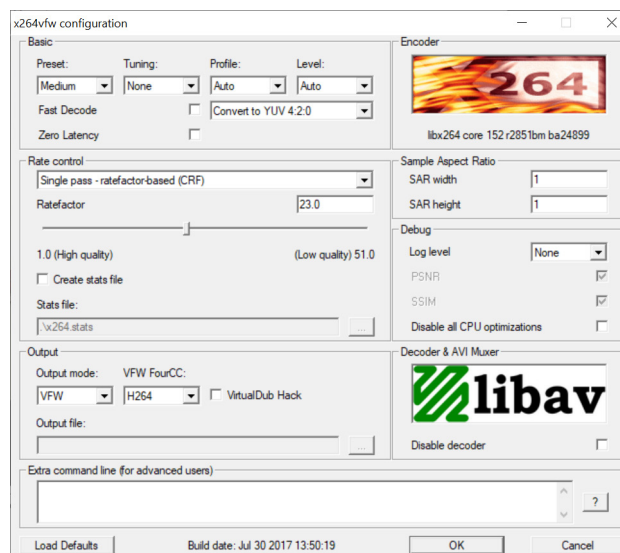 x264vfw configuration
Basic
Preset: Tuning: Profile: Level:
Medium None Auto Auto
Fast Decode Convert to YUV 4:2:0
Zero Latency
Encoder
264
libx264 core 152 r2851bm ba24899
Rate control
Single pass - ratefactor-based (CRF)
Ratefactor 23.0
1.0 (High quality) (Low quality) 51.0
Create stats file
Stats file:
.\x264.stats
...
Sample Aspect Ratio
SAR width 1
SAR height 1
Debug
Log level None
PSNR
SSIM
Disable all CPU optimizations
Output
Output mode: VFW FourCC:
VFW H264 VirtualDub Hack
Output file:
...
Decoder & AVI Muxer
libav
Disable decoder
Extra command line (for advanced users)
?
Load Defaults Build date: Jul 30 2017 13:50:19 OK Cancel